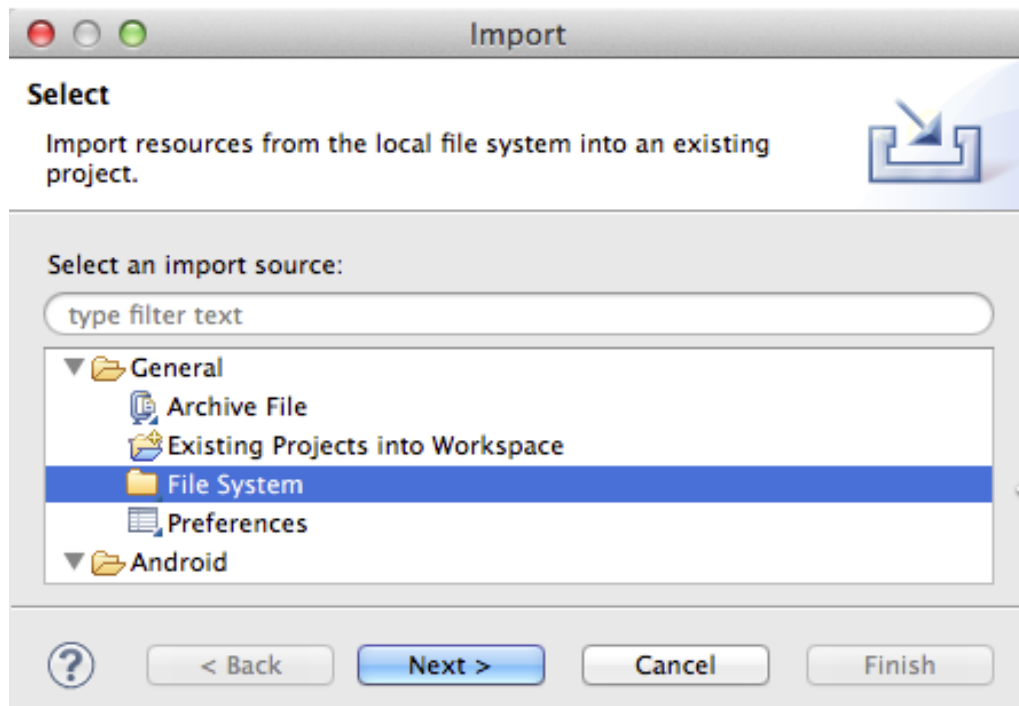 Import
Select
Import resources from the local file system into an existing
project.
Select an import source:
type filter text
General
Archive File
Existing Projects into Workspace
File System
Preferences
Android
?
< Back
Next >
Cancel
Finish